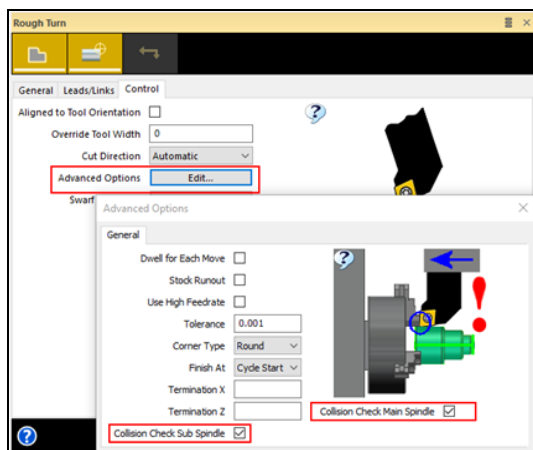 Rough Turn
General Leads/Links Control
Aligned to Tool Orientation
Override Tool Width 0
Cut Direction Automatic
Advanced Options Edit...
Swarf
Advanced Options
General
Dwell for Each Move
Stock Runout
Use High Feedrate
Tolerance 0.001
Corner Type Round
Finish At Cycle Start
Termination X
Termination Z
Collision Check Main Spindle
Collision Check Sub Spindle